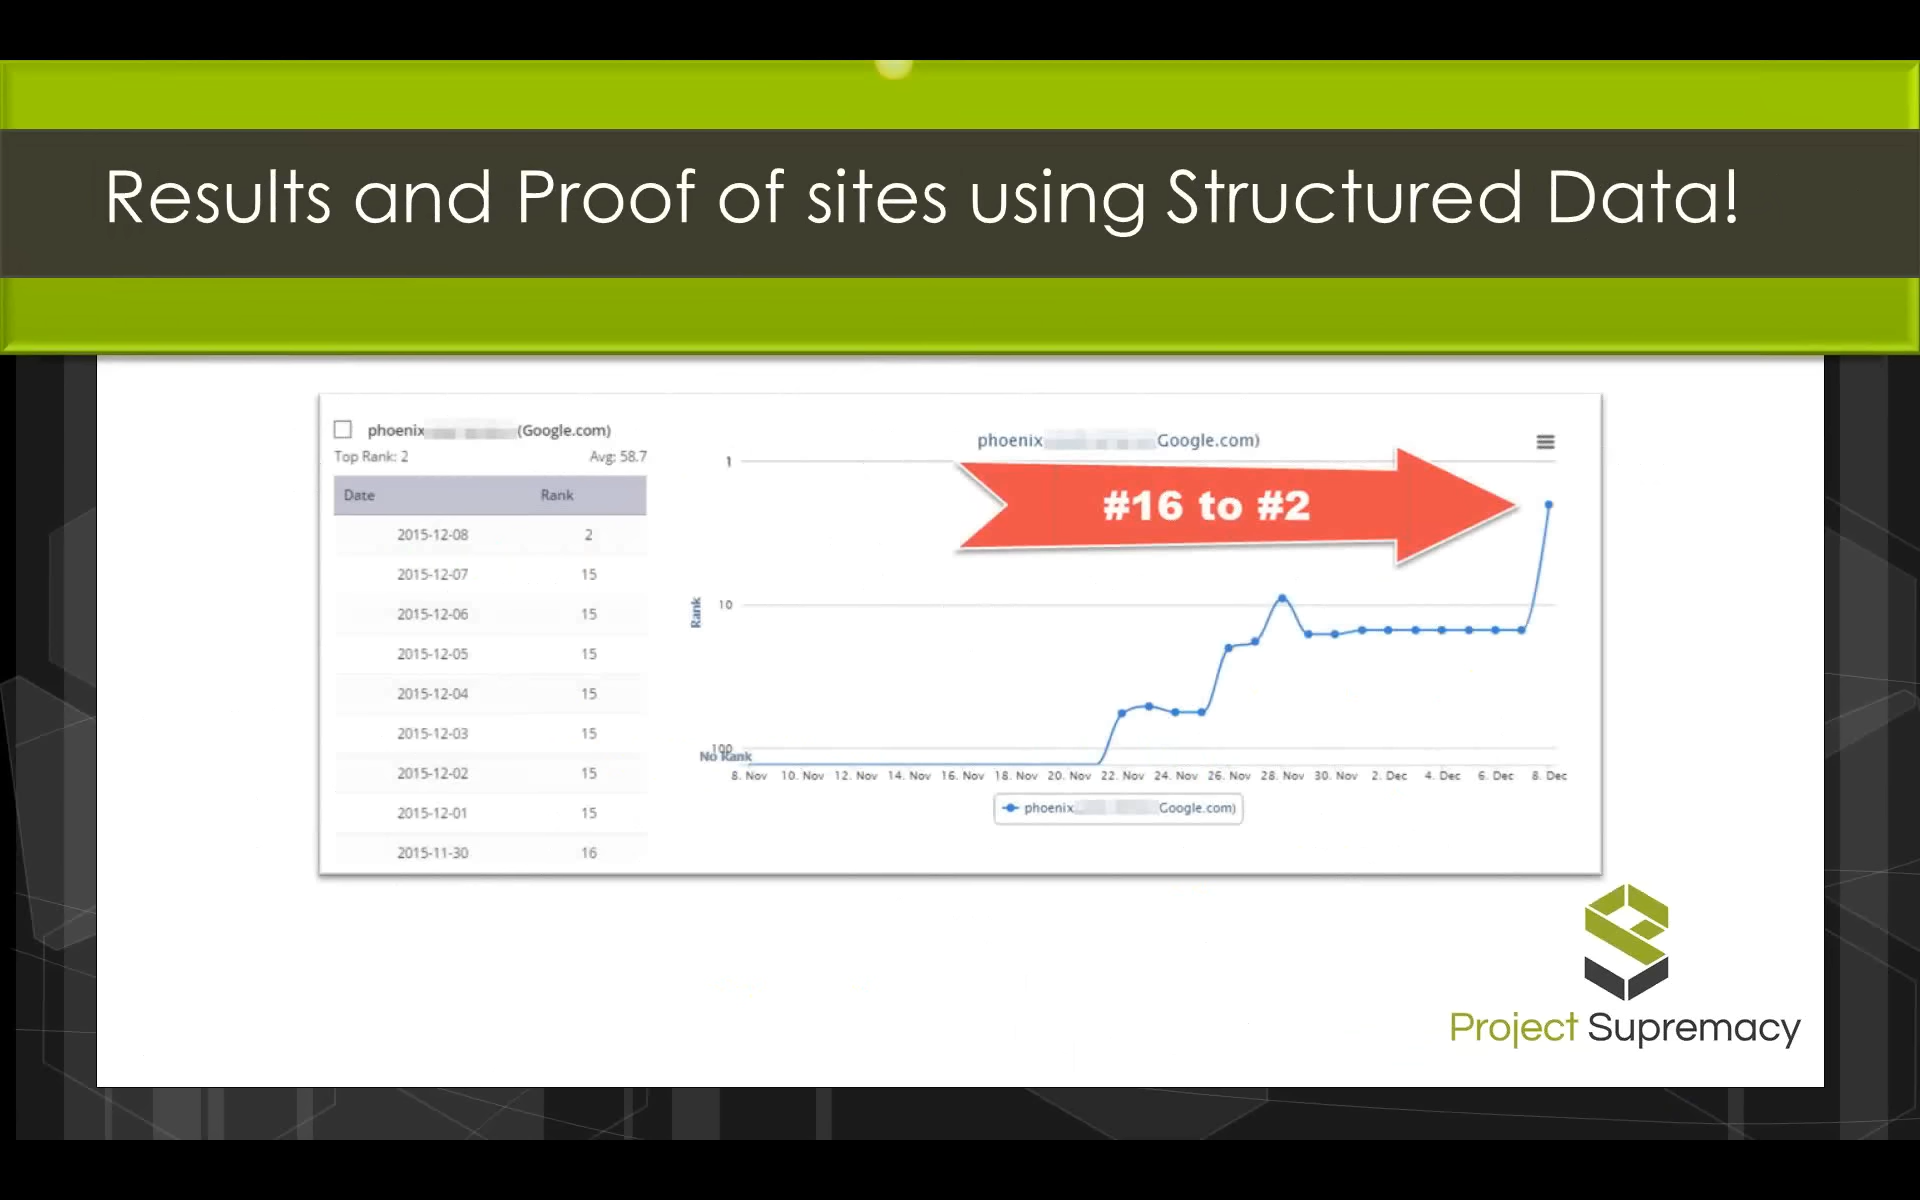 Results and Proof of sites using Structured Data!
phoenix (Google.com)
Top Rank: 2 Avg: 58.7
Date Rank
2015-12-08 2
2015-12-07 15
2015-12-06 15
2015-12-05 15
2015-12-04 15
2015-12-03 15
2015-12-02 15
2015-12-01 15
2015-11-30 16
phoenix Google.com)
#16 to #2
1
10
100
No Rank
Rank
8. Nov 10. Nov 12. Nov 14. Nov 16. Nov 18. Nov 20. Nov 22. Nov 24. Nov 26. Nov 28. Nov 30. Nov 2. Dec 4. Dec 6. Dec 8. Dec
phoenix Google.com)
Project Supremacy